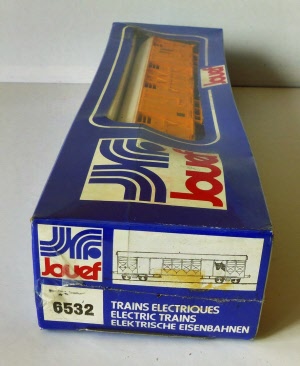 Jouef
Jouef
Jouef
6532
TRAINS ELECTRIQUES
ELECTRIC TRAINS
ELEKTRISCHE EISENBAHNEN